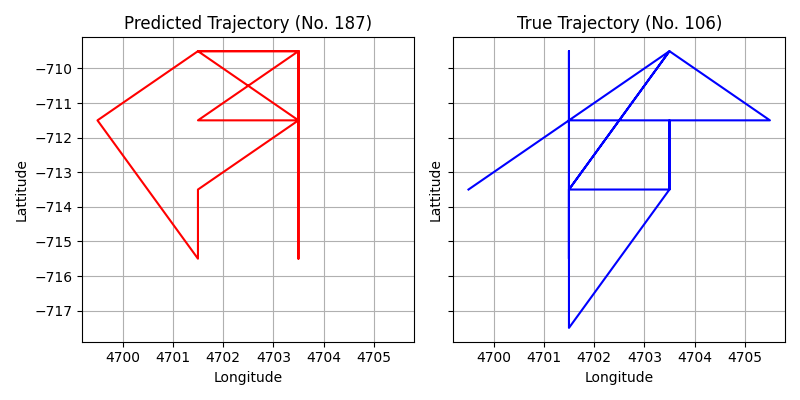 Predicted Trajectory (No. 187)
True Trajectory (No. 106)
Lattitude
−710
−711
−712
−713
−714
−715
−716
−717
4700 4701 4702 4703 4704 4705
Longitude
Lattitude
4700 4701 4702 4703 4704 4705
Longitude